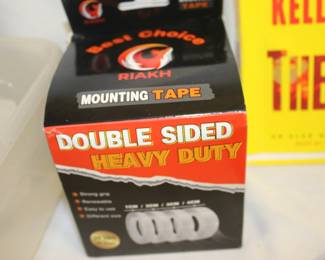 TAPE
Best Choice
RIAKH
MOUNTING TAPE
DOUBLE SIDED
HEAVY DUTY
Strong grip
Removable
Easy to use
Different size
KELL
THE